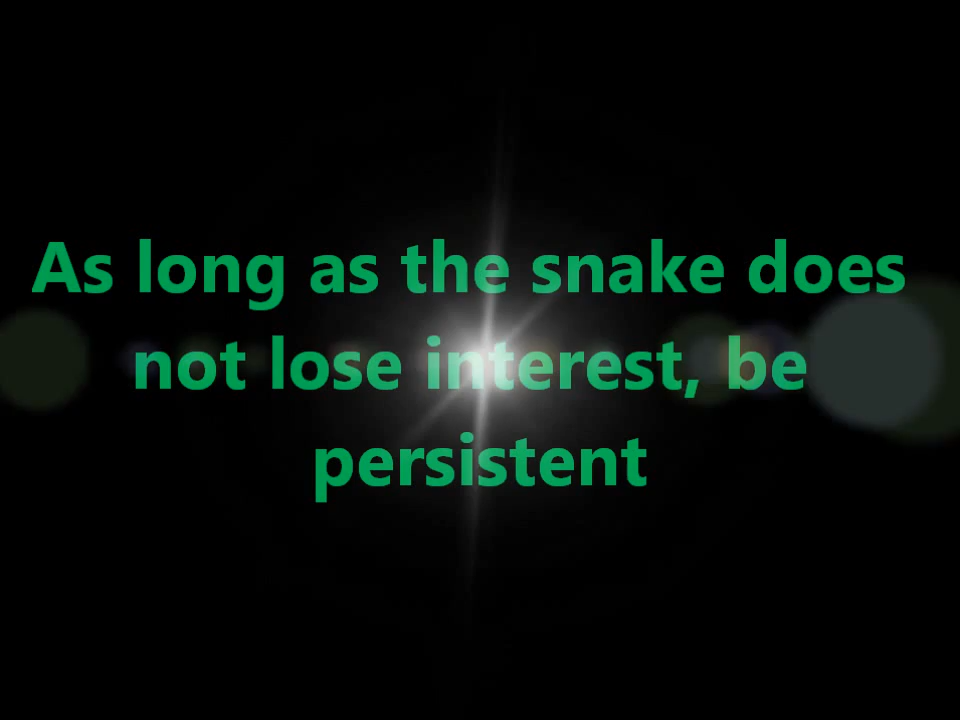 As long as the snake does
not lose interest, be
persistent